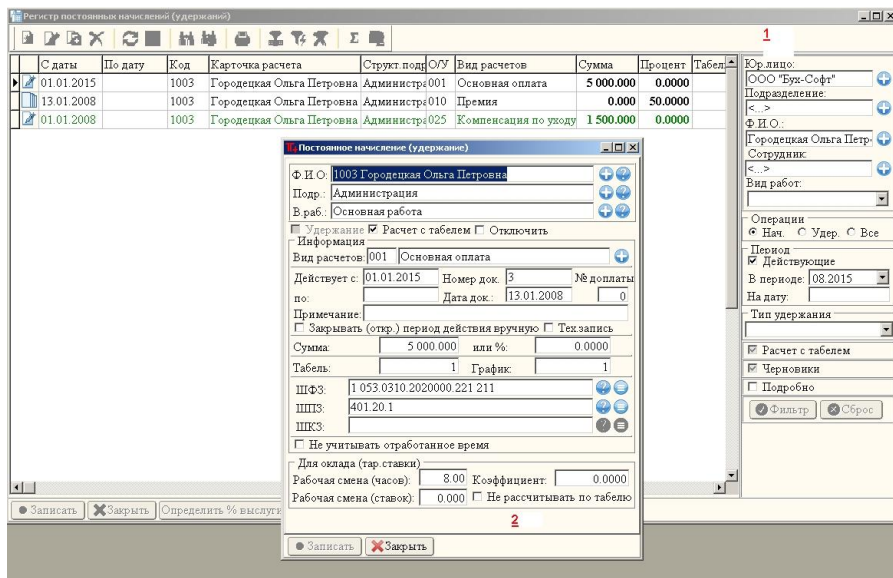 Регистр постоянных начислений (удержаний)
1
С даты По дату Код Карточка расчета Структ.подр О/У Вид расчетов Сумма Процент Табел
01.01.2015 1003 Городецкая Ольга Петровна Администра 001 Основная оплата 5 000.000 0.0000
13.01.2008 1003 Городецкая Ольга Петровна Администра 010 Премия 0.000 50.0000
01.01.2008 1003 Городецкая Ольга Петровна Администра 025 Компенсация по уходу 1 500.000 0.0000
Юр.лицо:
ООО "Бух-Софт"
Подразделение:
<...>
Ф.И.О.:
Городецкая Ольга Петр
Сотрудник:
<...>
Вид работ:
Операции
Нач. Удер. Все
Период
Действующие
В периоде: 08.2015
На дату:
Тип удержания
Расчет с табелем
Черновики
Подробно
Фильтр Сброс
Постоянное начисление (удержание)
Ф.И.О: 1003 Городецкая Ольга Петровна
Подр.: Администрация
В.раб.: Основная работа
Удержание Расчет с табелем Отключить
Информация
Вид расчетов: 001 Основная оплата
Действует с: 01.01.2015 Номер док. 3 № доплаты
по: Дата док.: 13.01.2008 0
Примечание:
Закрывать (откр.) период действия вручную Тех.запись
Сумма: 5 000.000 или %: 0.0000
Табель: 1 График: 1
ШФЗ: 1 053.0310.2020000.221 211
ШПЗ: 401.20.1
ШКЗ:
Не учитывать отработанное время
Для оклада (тар.ставки)
Рабочая смена (часов): 8.00 Коэффициент: 0.0000
Рабочая смена (ставок): 0.000 Не рассчитывать по табелю
2
Записать Закрыть
Записать Закрыть Определить % выслуги